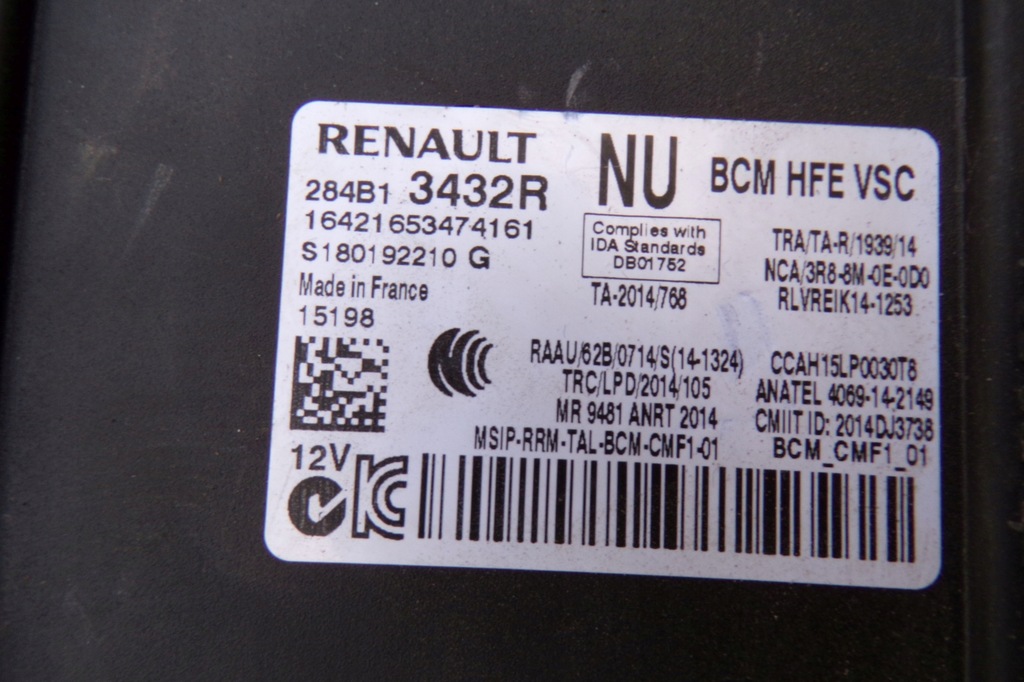 RENAULT
NU
BCM HFE VSC
284B1 3432R
16421653474161
S180192210 G
Made in France
15198
Complies with
IDA Standards
DB01752
TA-2014/768
TRA/TA-R/1939/14
NCA/3R8-8M-0E-0D0
RLVREIK14-1253
RAAU/62B/0714/S(14-1324)
TRC/LPD/2014/105
MR 9481 ANRT 2014
MSIP-RRM-TAL-BCM-CMF1-01
CCAH15LP0030T8
ANATEL 4069-14-2149
CMIIT ID: 2014DJ3738
BCM_CMF1_01
12V